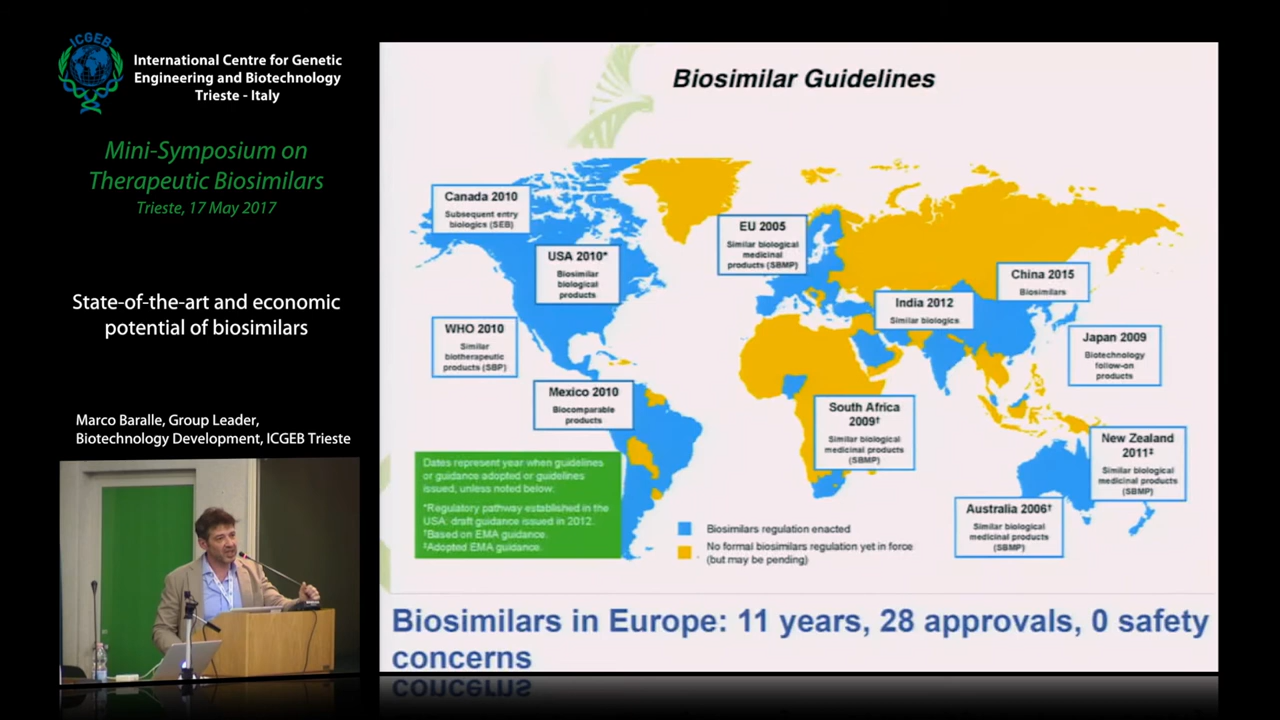 ICGEB
International Centre for Genetic
Engineering and Biotechnology
Trieste - Italy
Mini-Symposium on
Therapeutic Biosimilars
Trieste, 17 May 2017
State-of-the-art and economic
potential of biosimilars
Marco Baralle, Group Leader,
Biotechnology Development, ICGEB Trieste
Biosimilar Guidelines
Canada 2010
Subsequent entry
biologics (SEB)
USA 2010*
Biosimilar
biological
products
WHO 2010
Similar
biotherapeutic
products (SBP)
Mexico 2010
Biocomparable
products
EU 2005
Similar biological
medicinal
products (SBMP)
China 2015
Biosimilars
India 2012
Similar biologics
Japan 2009
Biotechnology
follow-on
products
South Africa
2009†
Similar biological
medicinal products
(SBMP)
New Zealand
2011‡
Similar biological
medicinal products
(SBMP)
Australia 2006†
Similar biological
medicinal products
(SBMP)
Dates represent year when guidelines
or guidance adopted or guidelines
issued, unless noted below:
*Regulatory pathway established in the
USA: draft guidance issued in 2012.
†Based on EMA guidance.
‡Adopted EMA guidance.
Biosimilars regulation enacted
No formal biosimilars regulation yet in force
(but may be pending)
Biosimilars in Europe: 11 years, 28 approvals, 0 safety
concerns